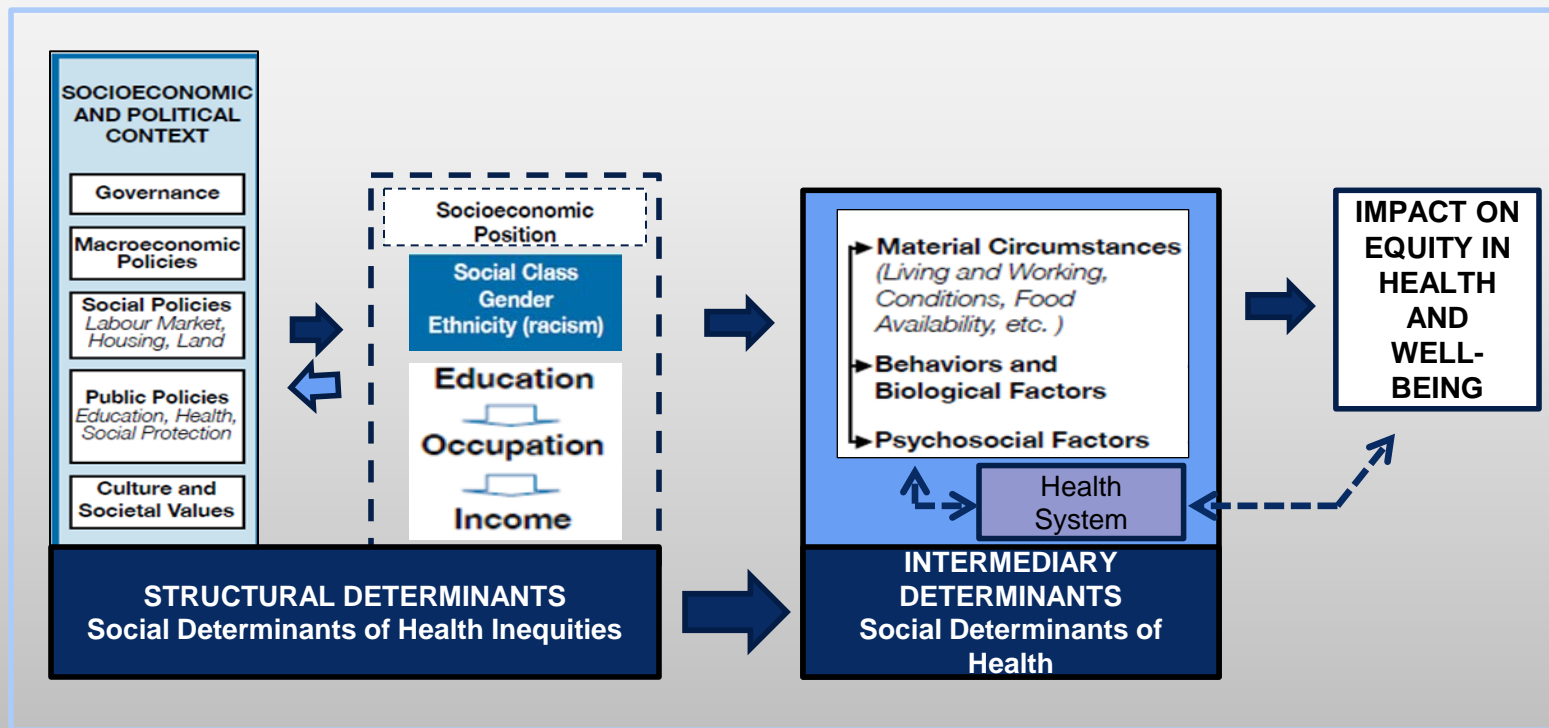 SOCIOECONOMIC
AND POLITICAL
CONTEXT
Governance
Macroeconomic
Policies
Social Policies
Labour Market,
Housing, Land
Public Policies
Education, Health,
Social Protection
Culture and
Societal Values
Socioeconomic
Position
Social Class
Gender
Ethnicity (racism)
Education
Occupation
Income
STRUCTURAL DETERMINANTS
Social Determinants of Health Inequities
Material Circumstances
(Living and Working,
Conditions, Food
Availability, etc. )
Behaviors and
Biological Factors
Psychosocial Factors
Health
System
INTERMEDIARY
DETERMINANTS
Social Determinants of
Health
IMPACT ON
EQUITY IN
HEALTH
AND
WELL-
BEING